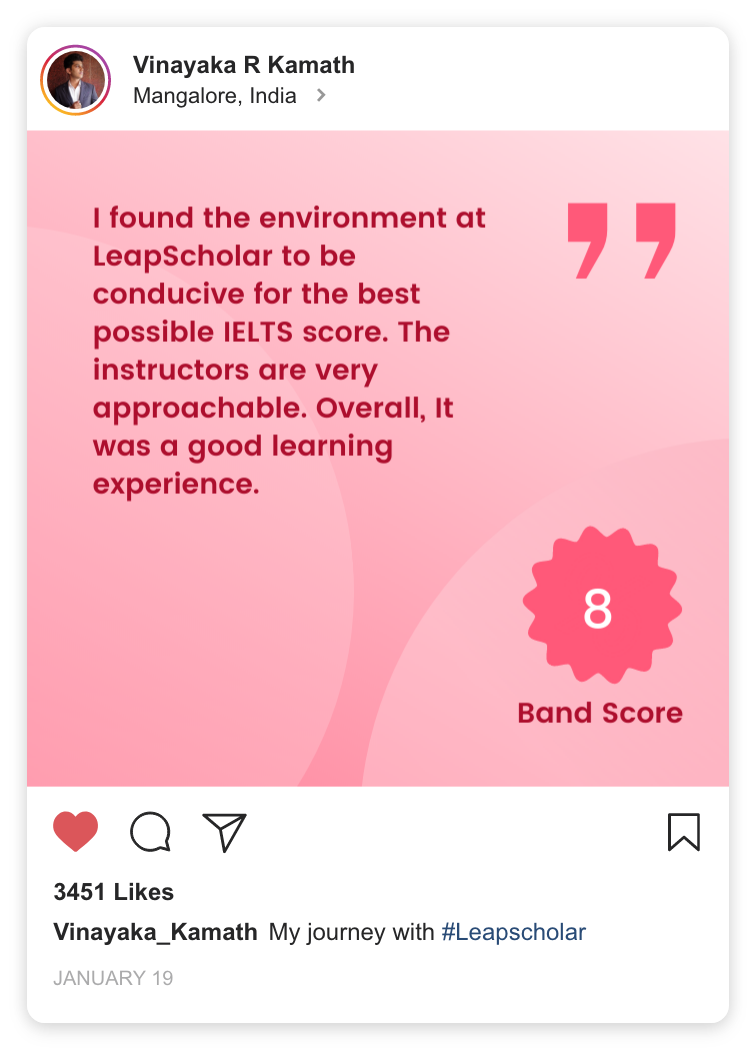 Vinayaka R Kamath
Mangalore, India
I found the environment at
LeapScholar to be
conducive for the best
possible IELTS score. The
instructors are very
approachable. Overall, It
was a good learning
experience.
8
Band Score
3451 Likes
Vinayaka_Kamath My journey with #Leapscholar
JANUARY 19